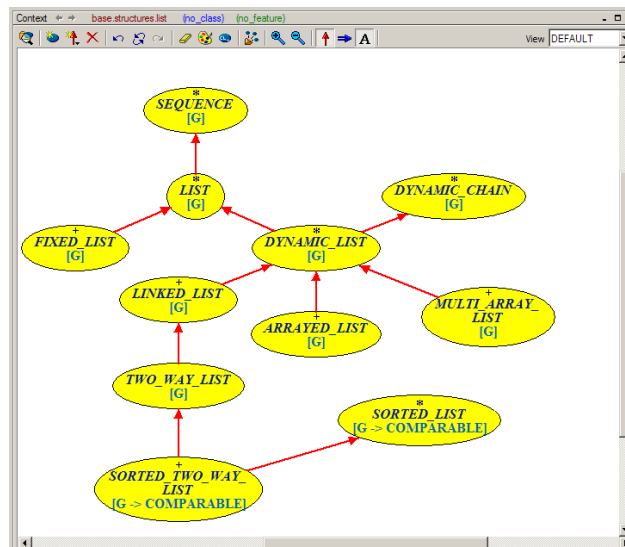 Context base.structures.list (no_class) (no_feature)
A View DEFAULT
*
SEQUENCE
[G]
*
LIST
[G]
*
DYNAMIC_CHAIN
[G]
+
FIXED_LIST
[G]
*
DYNAMIC_LIST
[G]
+
LINKED_LIST
[G]
+
ARRAYED_LIST
[G]
+
MULTI_ARRAY_
LIST
[G]
TWO_WAY_LIST
[G]
*
SORTED_LIST
[G -> COMPARABLE]
+
SORTED_TWO_WAY_
LIST
[G -> COMPARABLE]